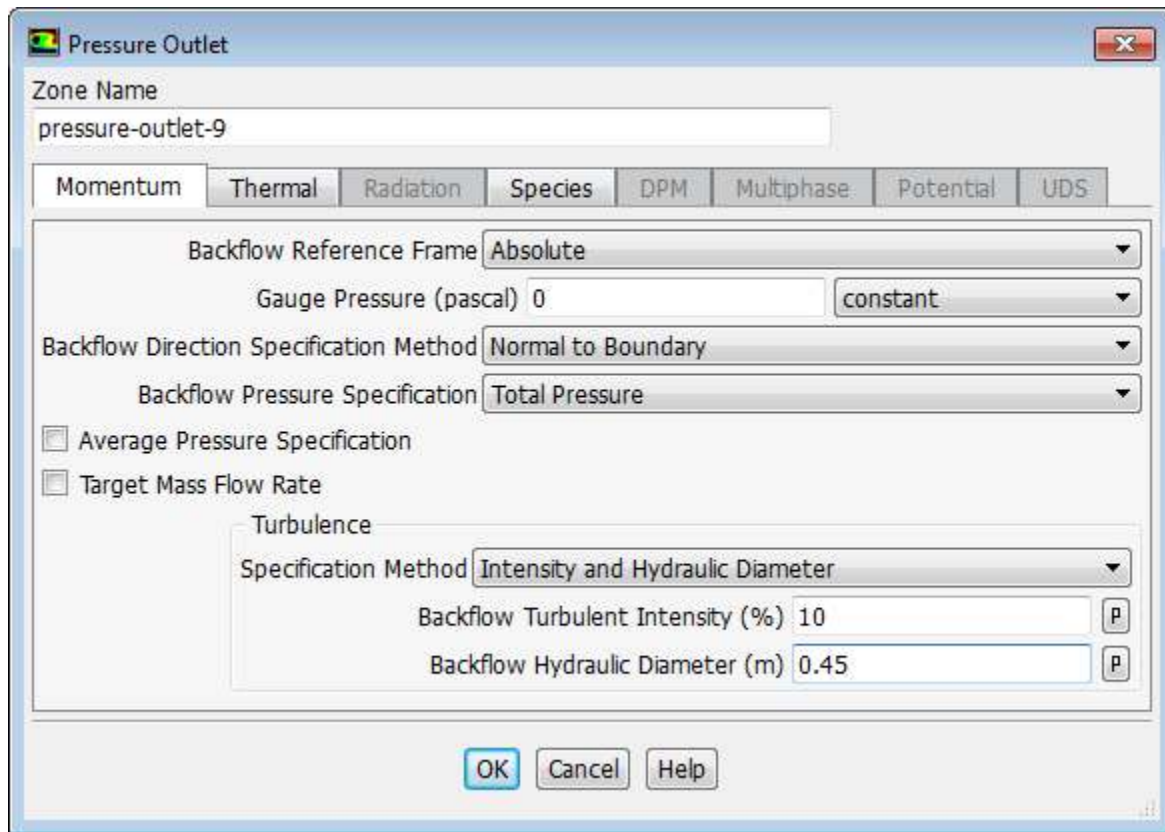 Pressure Outlet
Zone Name
pressure-outlet-9
Momentum Thermal Radiation Species DPM Multiphase Potential UDS
Backflow Reference Frame Absolute
Gauge Pressure (pascal) 0 constant
Backflow Direction Specification Method Normal to Boundary
Backflow Pressure Specification Total Pressure
Average Pressure Specification
Target Mass Flow Rate
Turbulence
Specification Method Intensity and Hydraulic Diameter
Backflow Turbulent Intensity (%) 10 P
Backflow Hydraulic Diameter (m) 0.45 P
OK Cancel Help